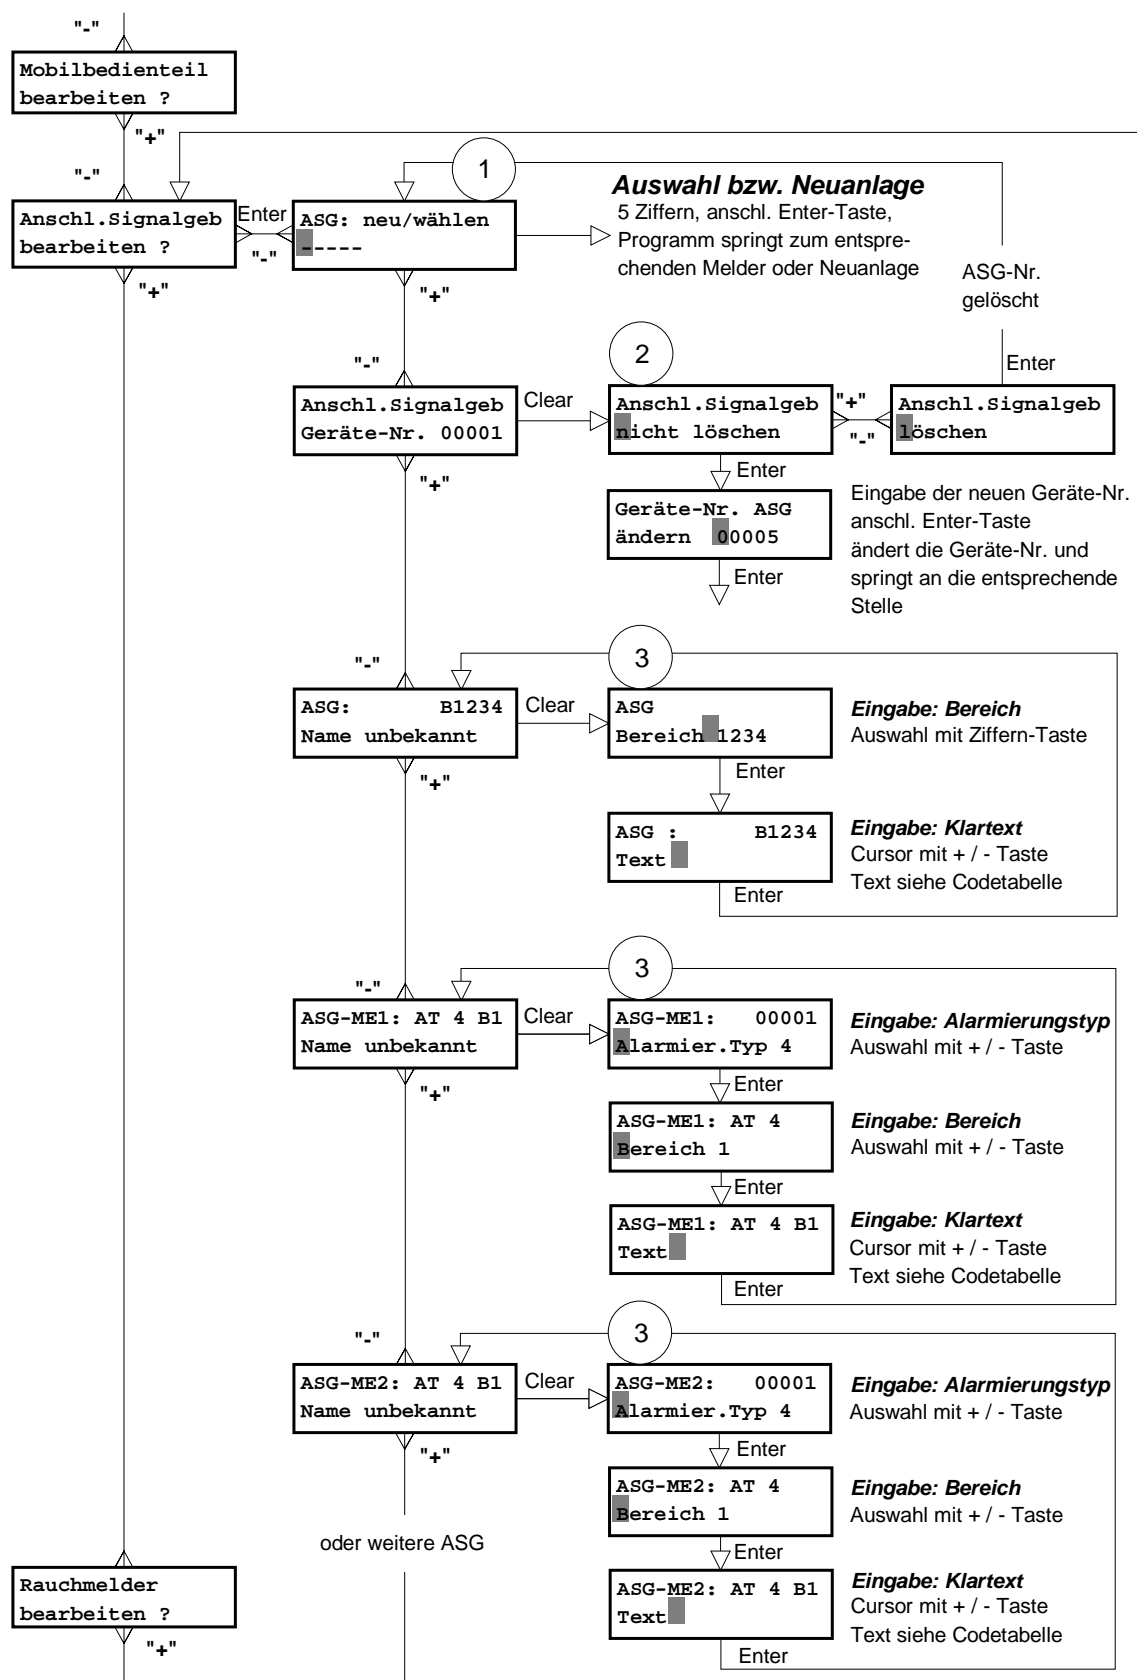 "-"
Mobilbedienteil
bearbeiten ?
"+"
"-"
Anschl.Signalgeb
bearbeiten ?
"+"
Enter
"-"
1
ASG: neu/wählen
-----
"+"
Auswahl bzw. Neuanlage
5 Ziffern, anschl. Enter-Taste,
Programm springt zum entspre-
chenden Melder oder Neuanlage
ASG-Nr.
gelöscht
Enter
"-"
Anschl.Signalgeb
Geräte-Nr. 00001
"+"
Clear
2
Anschl.Signalgeb
nicht löschen
"+"
"-"
Anschl.Signalgeb
löschen
Enter
Geräte-Nr. ASG
ändern 00005
Enter
Eingabe der neuen Geräte-Nr.
anschl. Enter-Taste
ändert die Geräte-Nr. und
springt an die entsprechende
Stelle
"-"
ASG: B1234
Name unbekannt
"+"
Clear
3
ASG
Bereich 1234
Eingabe: Bereich
Auswahl mit Ziffern-Taste
Enter
ASG : B1234
Text
Eingabe: Klartext
Cursor mit + / - Taste
Text siehe Codetabelle
Enter
"-"
ASG-ME1: AT 4 B1
Name unbekannt
"+"
Clear
3
ASG-ME1: 00001
Alarmier.Typ 4
Eingabe: Alarmierungstyp
Auswahl mit + / - Taste
Enter
ASG-ME1: AT 4
Bereich 1
Eingabe: Bereich
Auswahl mit + / - Taste
Enter
ASG-ME1: AT 4 B1
Text
Eingabe: Klartext
Cursor mit + / - Taste
Text siehe Codetabelle
Enter
"-"
ASG-ME2: AT 4 B1
Name unbekannt
"+"
Clear
3
ASG-ME2: 00001
Alarmier.Typ 4
Eingabe: Alarmierungstyp
Auswahl mit + / - Taste
Enter
ASG-ME2: AT 4
Bereich 1
Eingabe: Bereich
Auswahl mit + / - Taste
Enter
ASG-ME2: AT 4 B1
Text
Eingabe: Klartext
Cursor mit + / - Taste
Text siehe Codetabelle
Enter
oder weitere ASG
Rauchmelder
bearbeiten ?
"+"